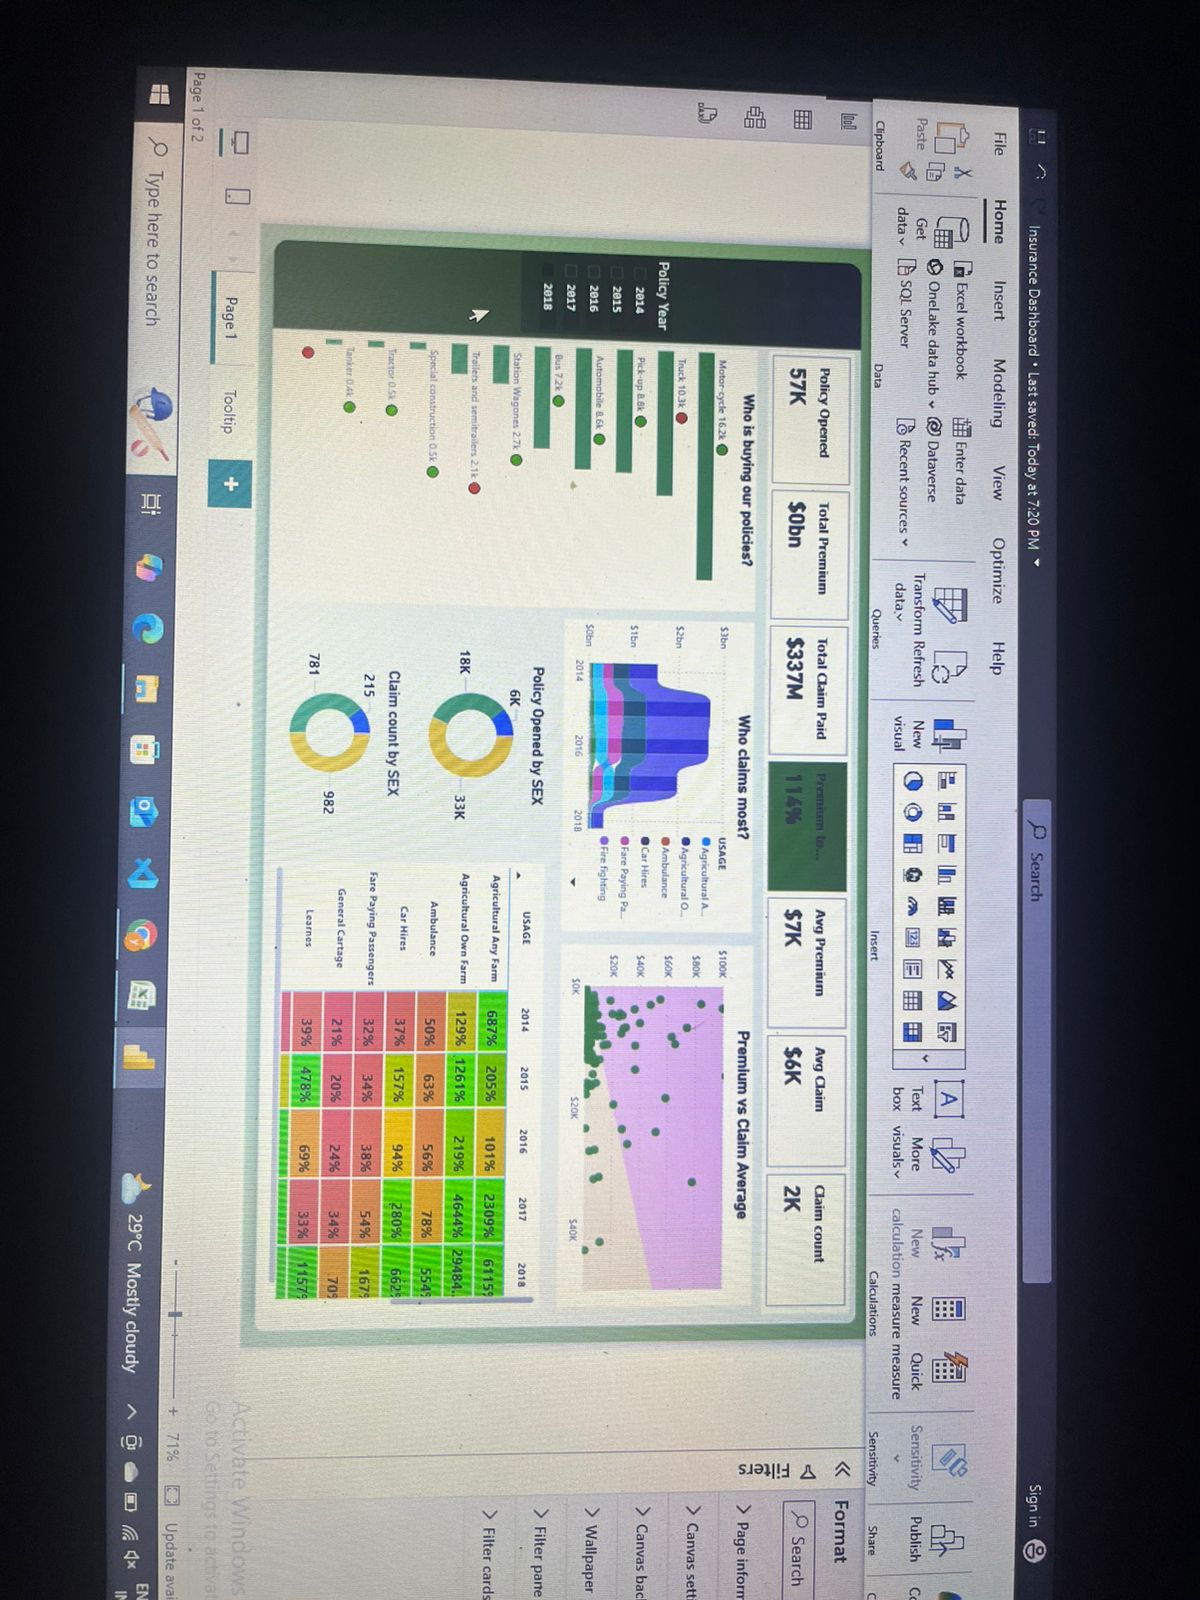 Insurance Dashboard • Last saved: Today at 7:20 PM
Search
Sign in
File Home Insert Modeling View Optimize Help
Paste
Clipboard
Get data
Excel workbook
OneLake data hub
SQL Server
Enter data
Dataverse
Recent sources
Data
Transform data
Refresh
Queries
New visual
123
Insert
A
Text box
More visuals
New calculation
New measure
Quick measure
Calculations
Sensitivity
Sensitivity
Publish
Share
DAX
Policy Year
2014
2015
2016
2017
2018
Policy Opened
57K
Total Premium
$0bn
Total Claim Paid
$337M
Premium to...
114%
Avg Premium
$7K
Avg Claim
$6K
Claim count
2K
Who is buying our policies?
Motor-cycle 16.2k
Truck 10.3k
Pick-up 8.8k
Automobile 8.6k
Bus 7.2k
Station Wagones 2.7k
Trailers and semitrailers 2.1k
Special construction 0.5k
Tractor 0.5k
Tanker 0.4k
Who claims most?
$3bn
$2bn
$1bn
$0bn
2014 2016 2018
USAGE
Agricultural A...
Agricultural O...
Ambulance
Car Hires
Fare Paying Pa...
Fire fighting
Premium vs Claim Average
$100K
$80K
$60K
$40K
$20K
$0K $20K $40K
Policy Opened by SEX
6K
18K
33K
Claim count by SEX
215
781
982
USAGE 2014 2015 2016 2017 2018
Agricultural Any Farm 687% 205% 101% 2309% 6115%
Agricultural Own Farm 129% 1261% 219% 4644% 29484...
Ambulance 50% 63% 56% 78% 554%
Car Hires 37% 157% 94% 280% 662%
Fare Paying Passengers 32% 34% 38% 54% 167%
General Cartage 21% 20% 24% 34% 70%
Learnes 39% 478% 69% 33% 1157%
Filters
Format
Search
Page inform
Canvas setti
Canvas bac
Wallpaper
Filter pane
Filter cards
Activate Windows
Go to Settings to activa
Page 1 Tooltip +
Page 1 of 2
71%
Update avai
Type here to search
29°C Mostly cloudy
EN
IN